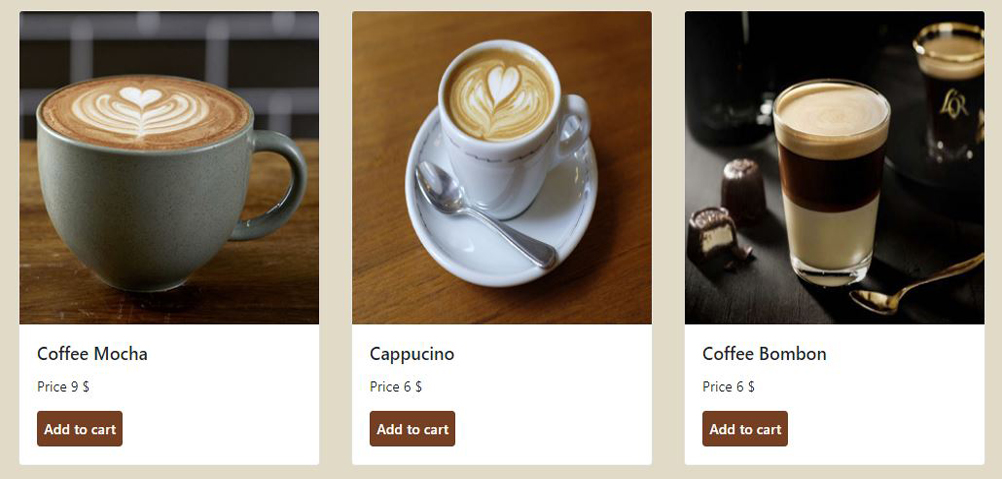 L'OR
Coffee Mocha
Price 9 $
Add to cart
Cappucino
Price 6 $
Add to cart
Coffee Bombon
Price 6 $
Add to cart